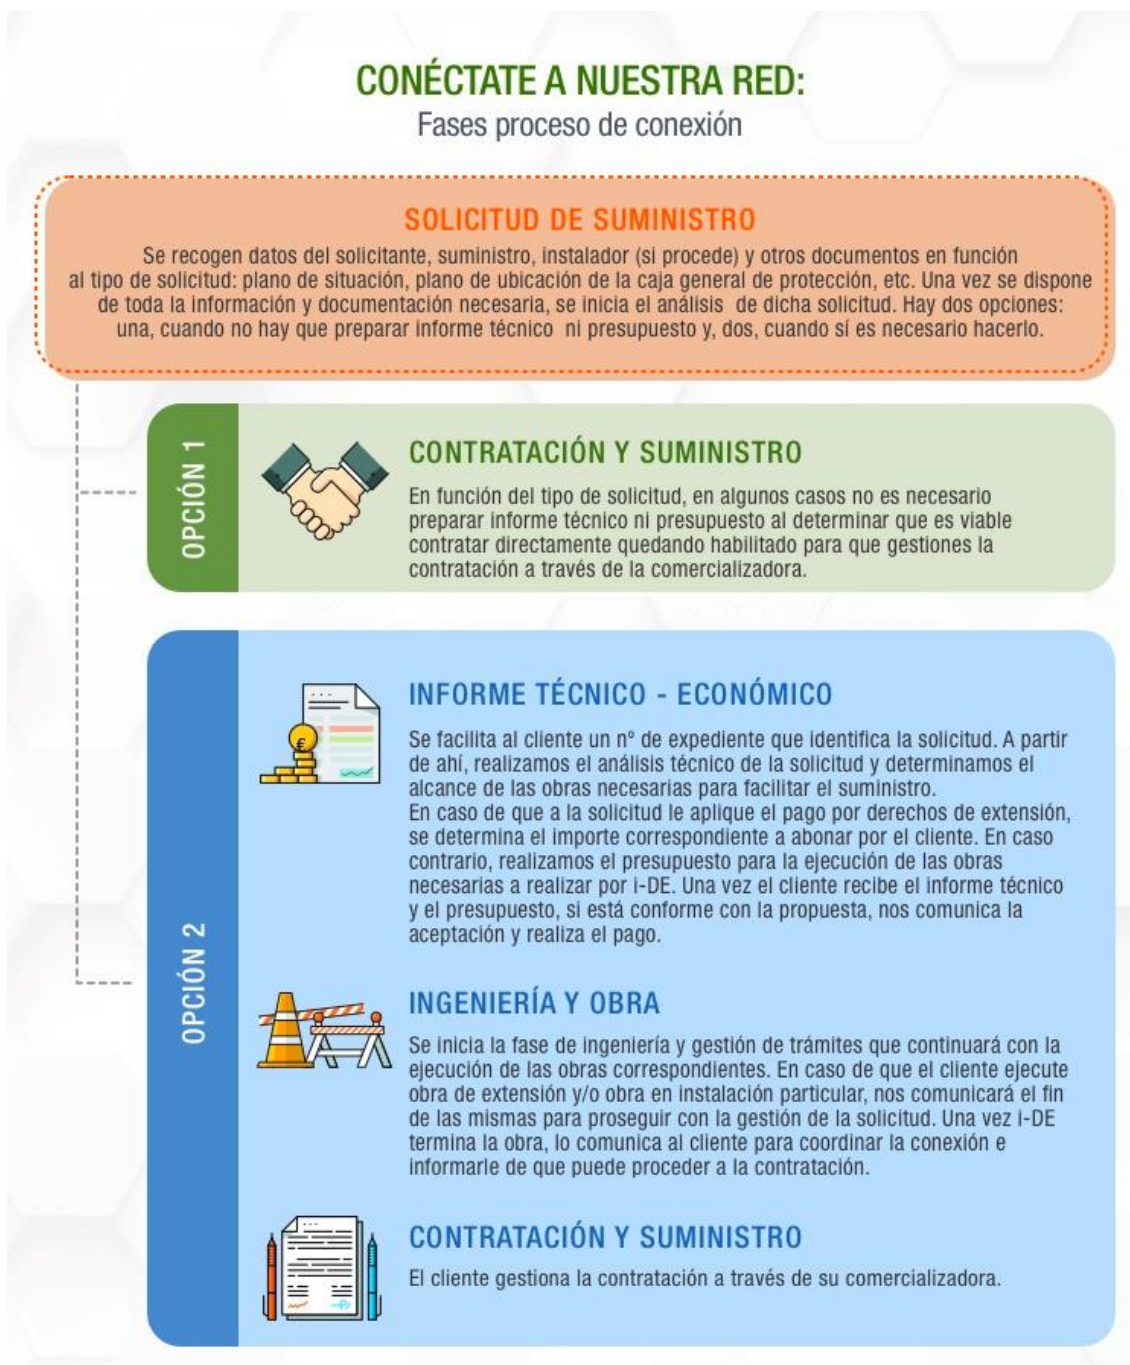 CONÉCTATE A NUESTRA RED:
Fases proceso de conexión
SOLICITUD DE SUMINISTRO
Se recogen datos del solicitante, suministro, instalador (si procede) y otros documentos en función
al tipo de solicitud: plano de situación, plano de ubicación de la caja general de protección, etc. Una vez se dispone
de toda la información y documentación necesaria, se inicia el análisis de dicha solicitud. Hay dos opciones:
una, cuando no hay que preparar informe técnico ni presupuesto y, dos, cuando sí es necesario hacerlo.
OPCIÓN 1
CONTRATACIÓN Y SUMINISTRO
En función del tipo de solicitud, en algunos casos no es necesario
preparar informe técnico ni presupuesto al determinar que es viable
contratar directamente quedando habilitado para que gestiones la
contratación a través de la comercializadora.
OPCIÓN 2
INFORME TÉCNICO - ECONÓMICO
Se facilita al cliente un nº de expediente que identifica la solicitud. A partir
de ahí, realizamos el análisis técnico de la solicitud y determinamos el
alcance de las obras necesarias para facilitar el suministro.
En caso de que a la solicitud le aplique el pago por derechos de extensión,
se determina el importe correspondiente a abonar por el cliente. En caso
contrario, realizamos el presupuesto para la ejecución de las obras
necesarias a realizar por i-DE. Una vez el cliente recibe el informe técnico
y el presupuesto, si está conforme con la propuesta, nos comunica la
aceptación y realiza el pago.
€
INGENIERÍA Y OBRA
Se inicia la fase de ingeniería y gestión de trámites que continuará con la
ejecución de las obras correspondientes. En caso de que el cliente ejecute
obra de extensión y/o obra en instalación particular, nos comunicará el fin
de las mismas para proseguir con la gestión de la solicitud. Una vez i-DE
termina la obra, lo comunica al cliente para coordinar la conexión e
informarle de que puede proceder a la contratación.
CONTRATACIÓN Y SUMINISTRO
El cliente gestiona la contratación a través de su comercializadora.